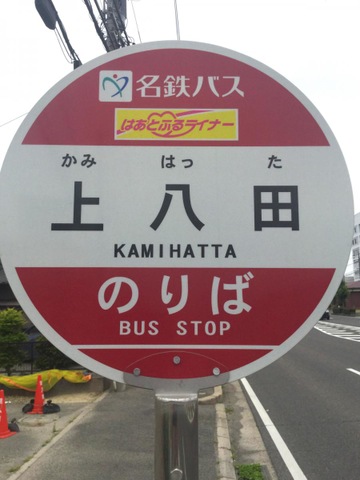 名鉄バス
はあとふるライナー
かみ はっ た
上八田
KAMIHATTA
のりば
BUS STOP